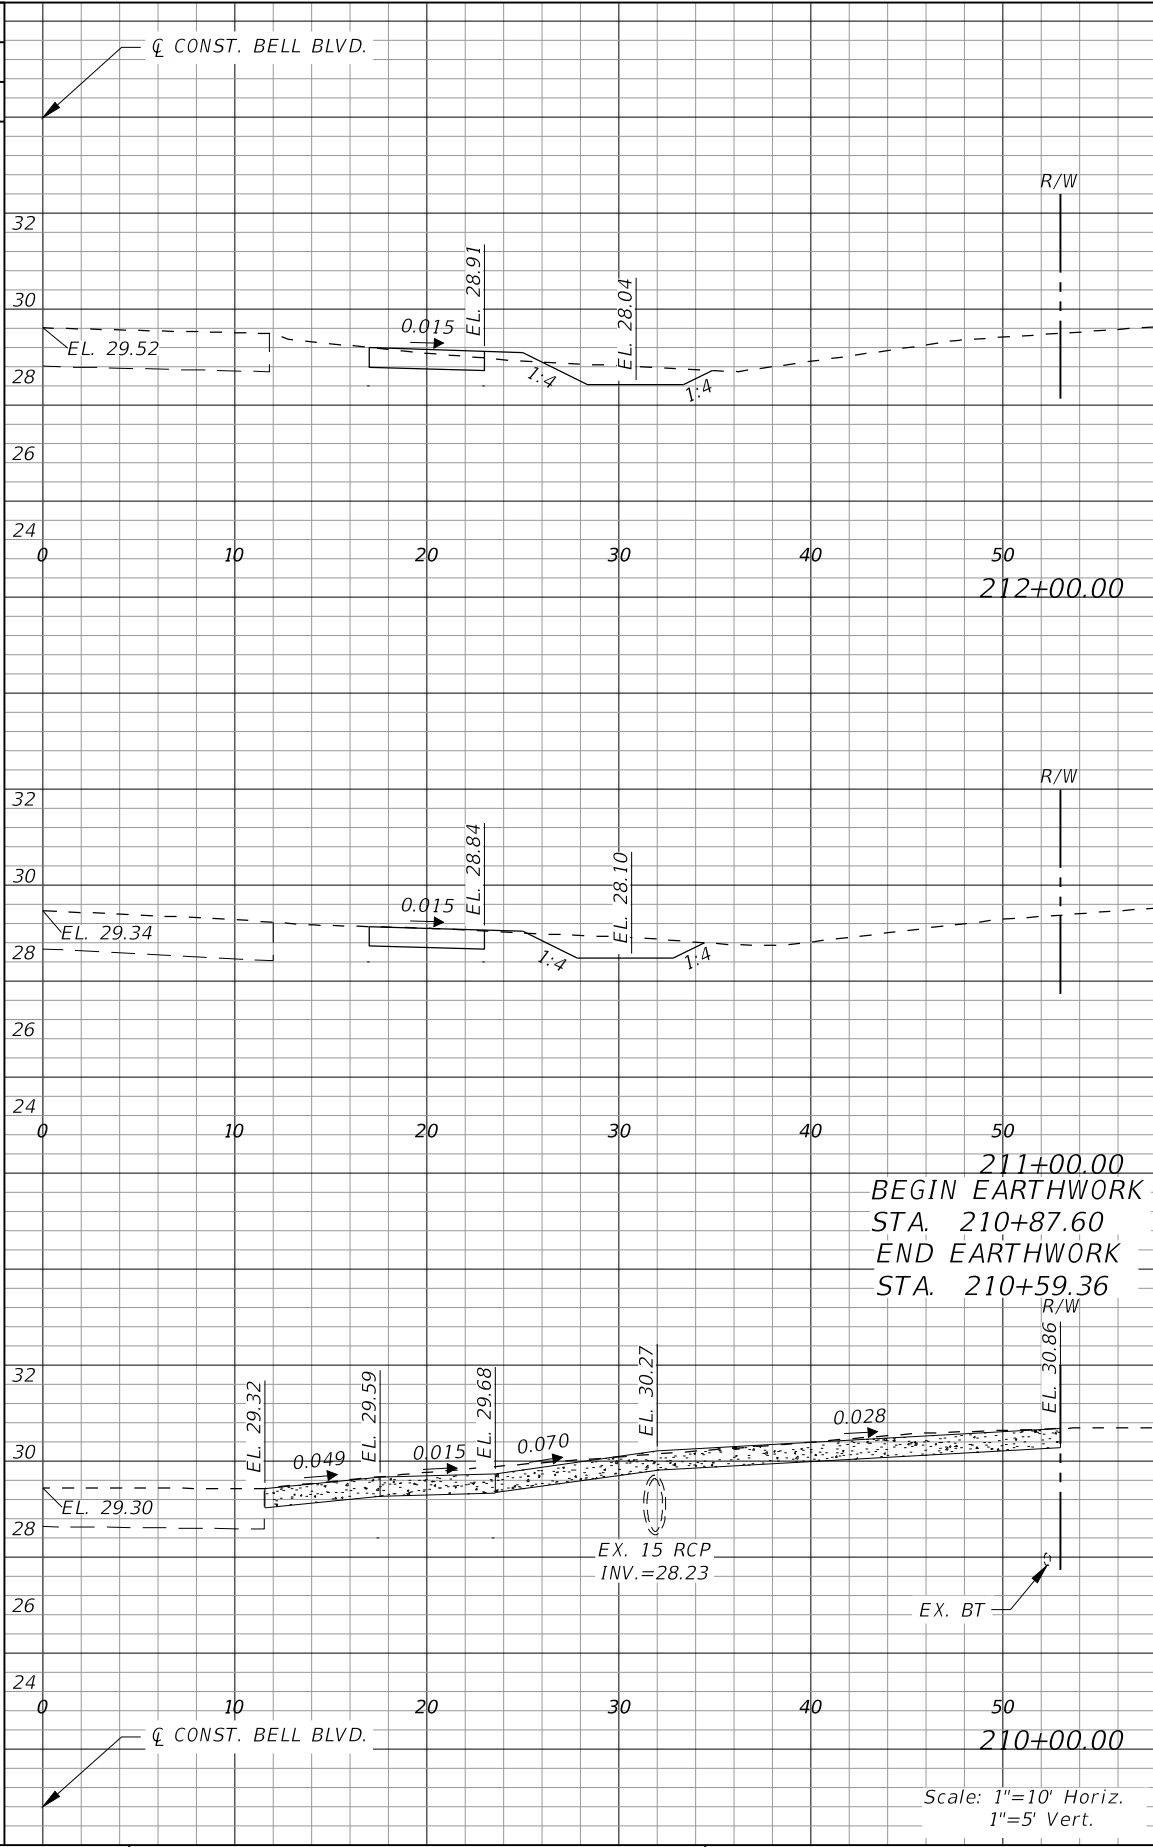 ℄ CONST. BELL BLVD.
R/W
32
30
28
26
24
EL. 29.52
0.015
EL. 28.91
1:4
EL. 28.04
1:4
0 10 20 30 40 50
212+00.00
R/W
32
30
28
26
24
EL. 29.34
0.015
EL. 28.84
1:4
EL. 28.10
1:4
0 10 20 30 40 50
211+00.00
BEGIN EARTHWORK
STA. 210+87.60
END EARTHWORK
STA. 210+59.36
R/W
32
30
28
26
24
EL. 29.30
EL. 29.32
0.049
EL. 29.59
0.015
EL. 29.68
0.070
EL. 30.27
0.028
EL. 30.86
EX. 15 RCP
INV.=28.23
EX. BT
0 10 20 30 40 50
℄ CONST. BELL BLVD.
210+00.00
Scale: 1"=10' Horiz.
1"=5' Vert.